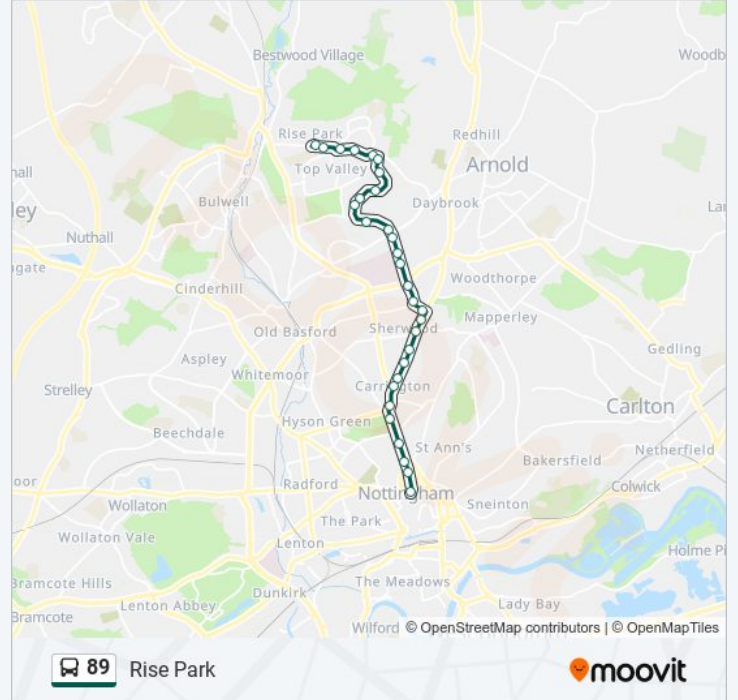 Bestwood Village
Woodb
Rise Park
Redhill
Top Valley
Arnold
hall
Bulwell
Daybrook
ley
Lar
Nuthall
gate
Woodthorpe
Cinderhill
Mapperley
Old Basford
Sherwood
Gedling
Aspley
Whitemoor
Carrington
Strelley
Carlton
Hyson Green
Beechdale
St Ann's
Netherfield
Bakersfield
oor
Radford
Colwick
Nottingham
Wollaton
Sneinton
The Park
Wollaton Vale
Lenton
Holme Pi
Bramcote Hills
The Meadows
Dunkirk
Lenton Abbey
Lady Bay
Bramcote
Wilford
© OpenStreetMap contributors | © OpenMapTiles
89 Rise Park
moovit